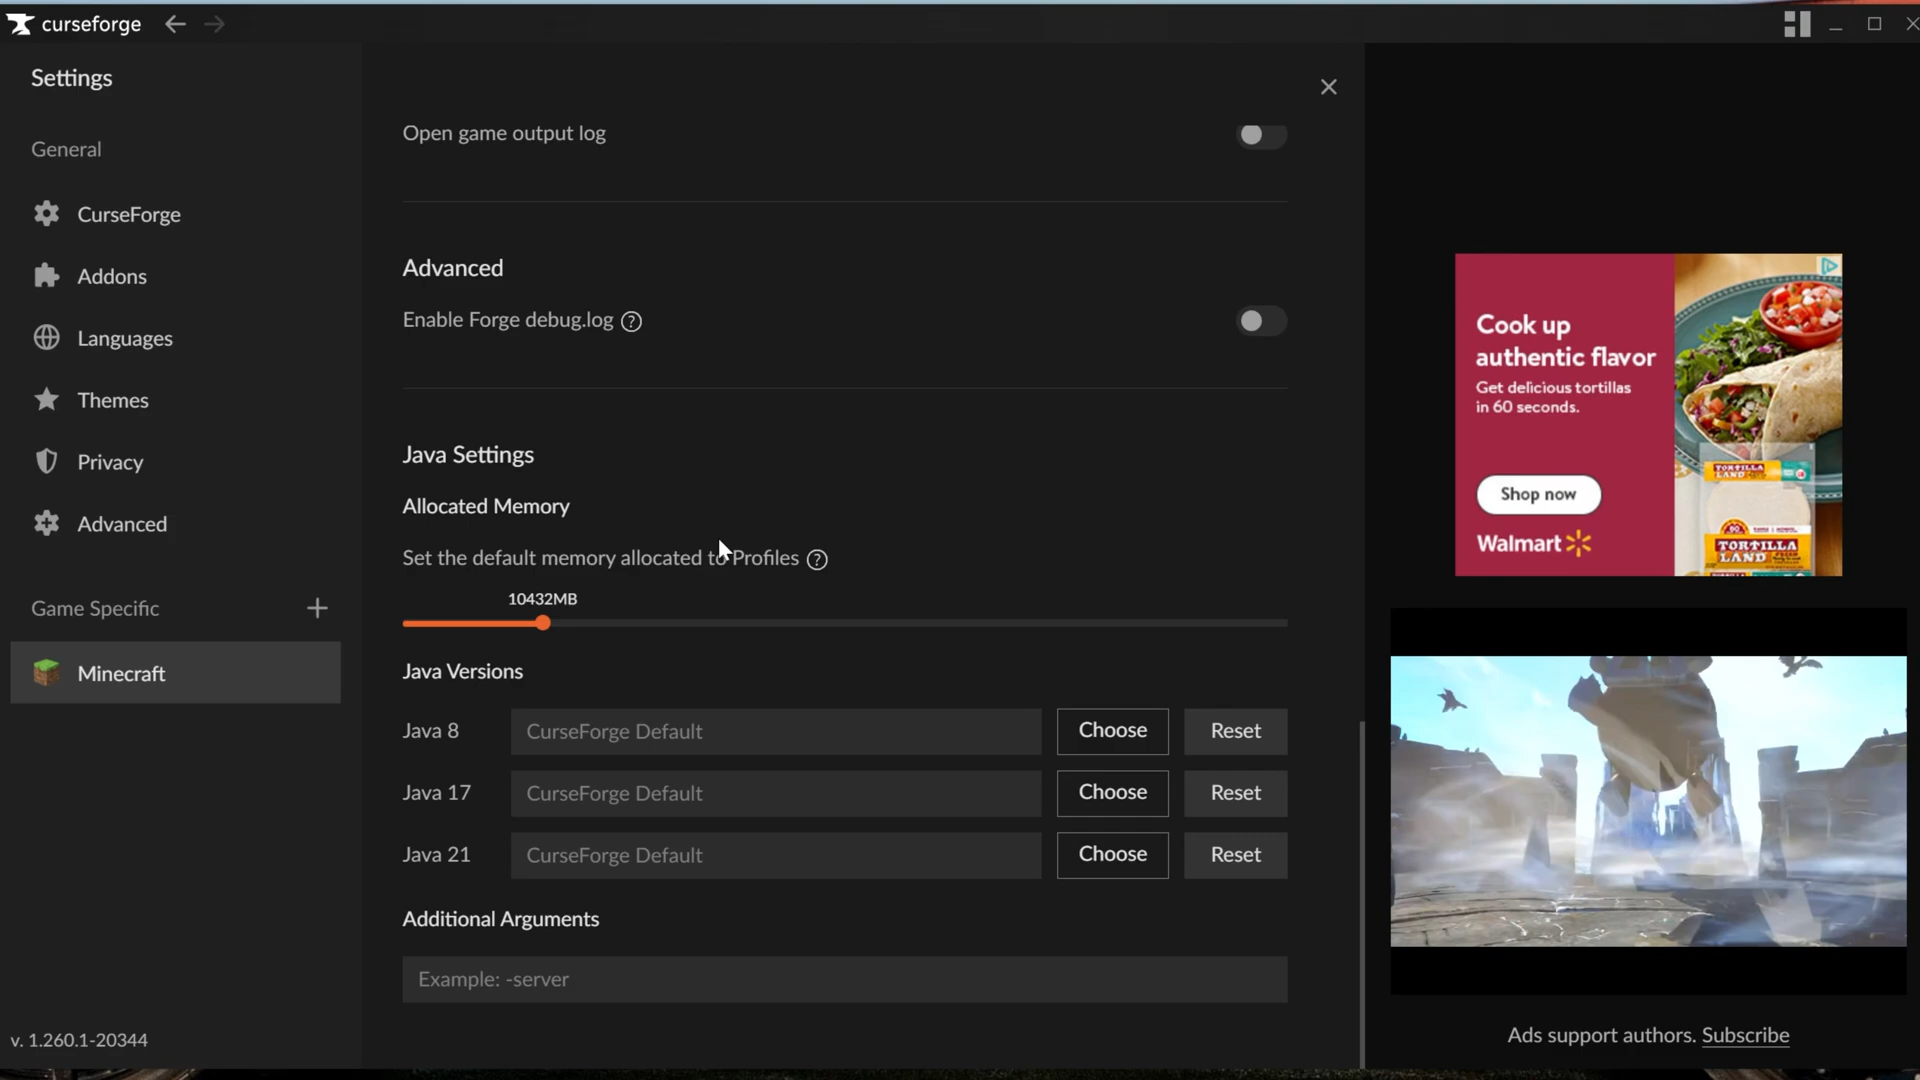 curseforge
Settings
General
CurseForge
Addons
Languages
Themes
Privacy
Advanced
Game Specific
Minecraft
v. 1.260.1-20344
Open game output log
Advanced
Enable Forge debug.log ?
Java Settings
Allocated Memory
Set the default memory allocated to Profiles ?
10432MB
Java Versions
Java 8 CurseForge Default Choose Reset
Java 17 CurseForge Default Choose Reset
Java 21 CurseForge Default Choose Reset
Additional Arguments
Example: -server
Cook up
authentic flavor
Get delicious tortillas
in 60 seconds.
Shop now
Walmart
TORTILLA
LAND
TORTILLA
LAND
Ads support authors. Subscribe